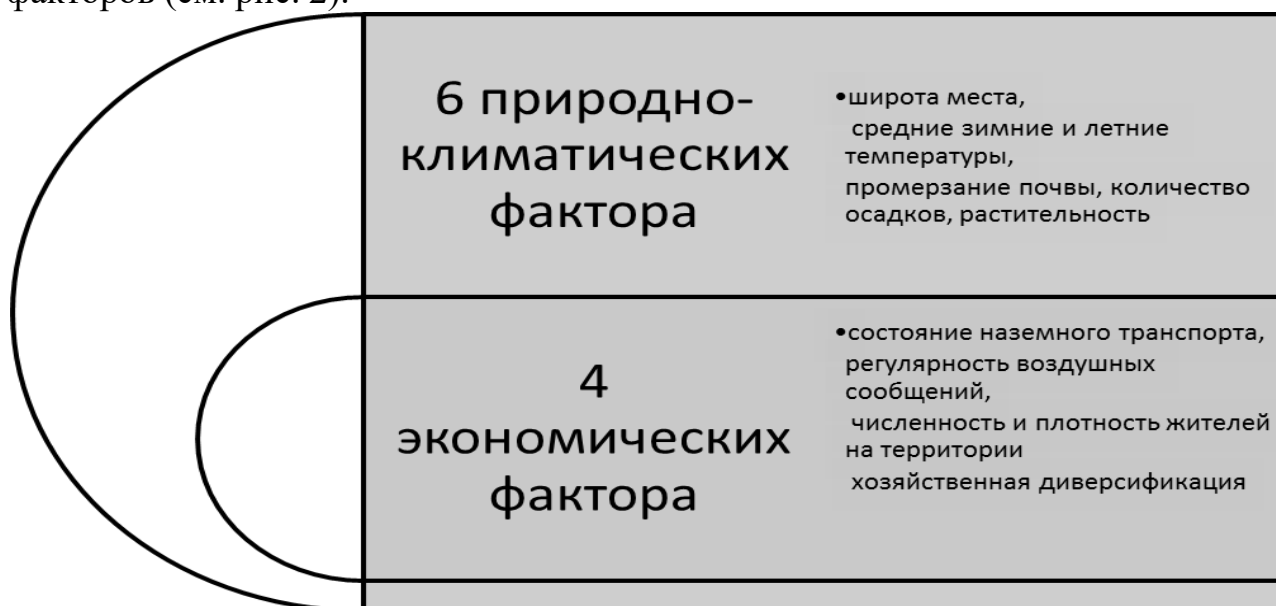 факторов (см. рис. 2).
6 природно-
климатических
фактора
•широта места,
средние зимние и летние
температуры,
промерзание почвы, количество
осадков, растительность
4
экономических
фактора
•состояние наземного транспорта,
регулярность воздушных
сообщений,
численность и плотность жителей
на территории
хозяйственная диверсификация